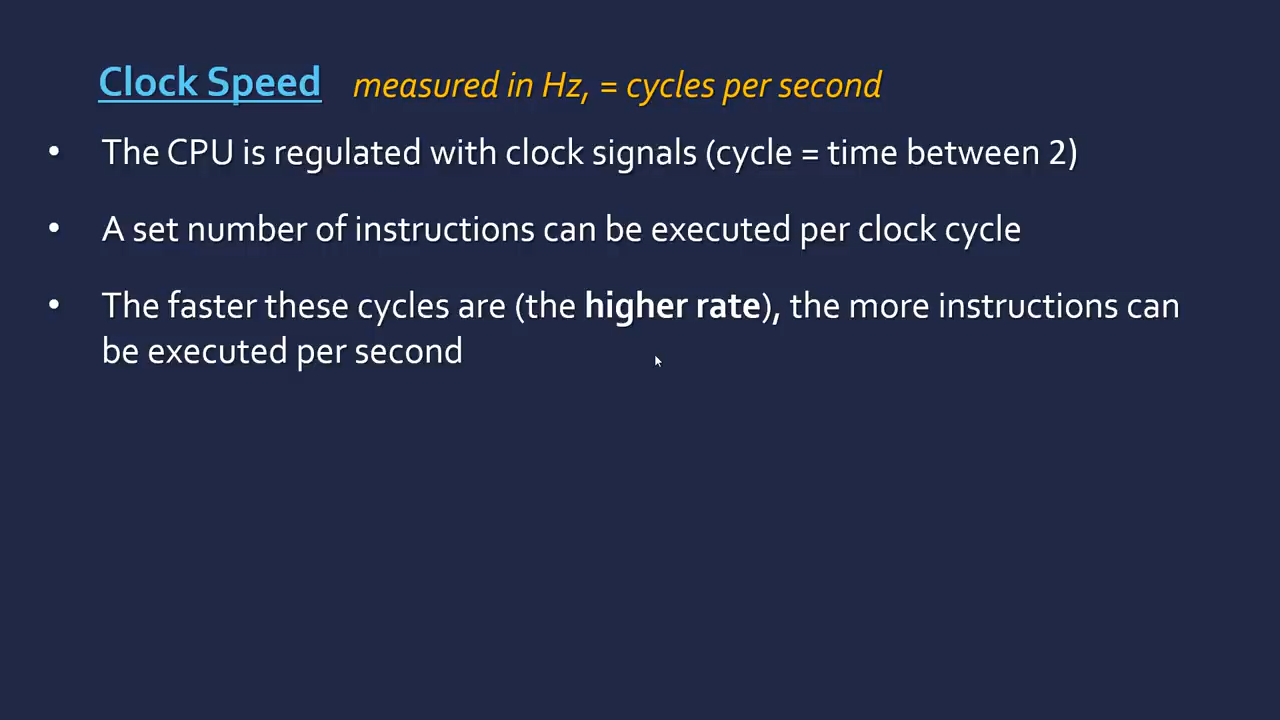 Clock Speed measured in Hz, = cycles per second
• The CPU is regulated with clock signals (cycle = time between 2)
• A set number of instructions can be executed per clock cycle
• The faster these cycles are (the higher rate), the more instructions can
be executed per second